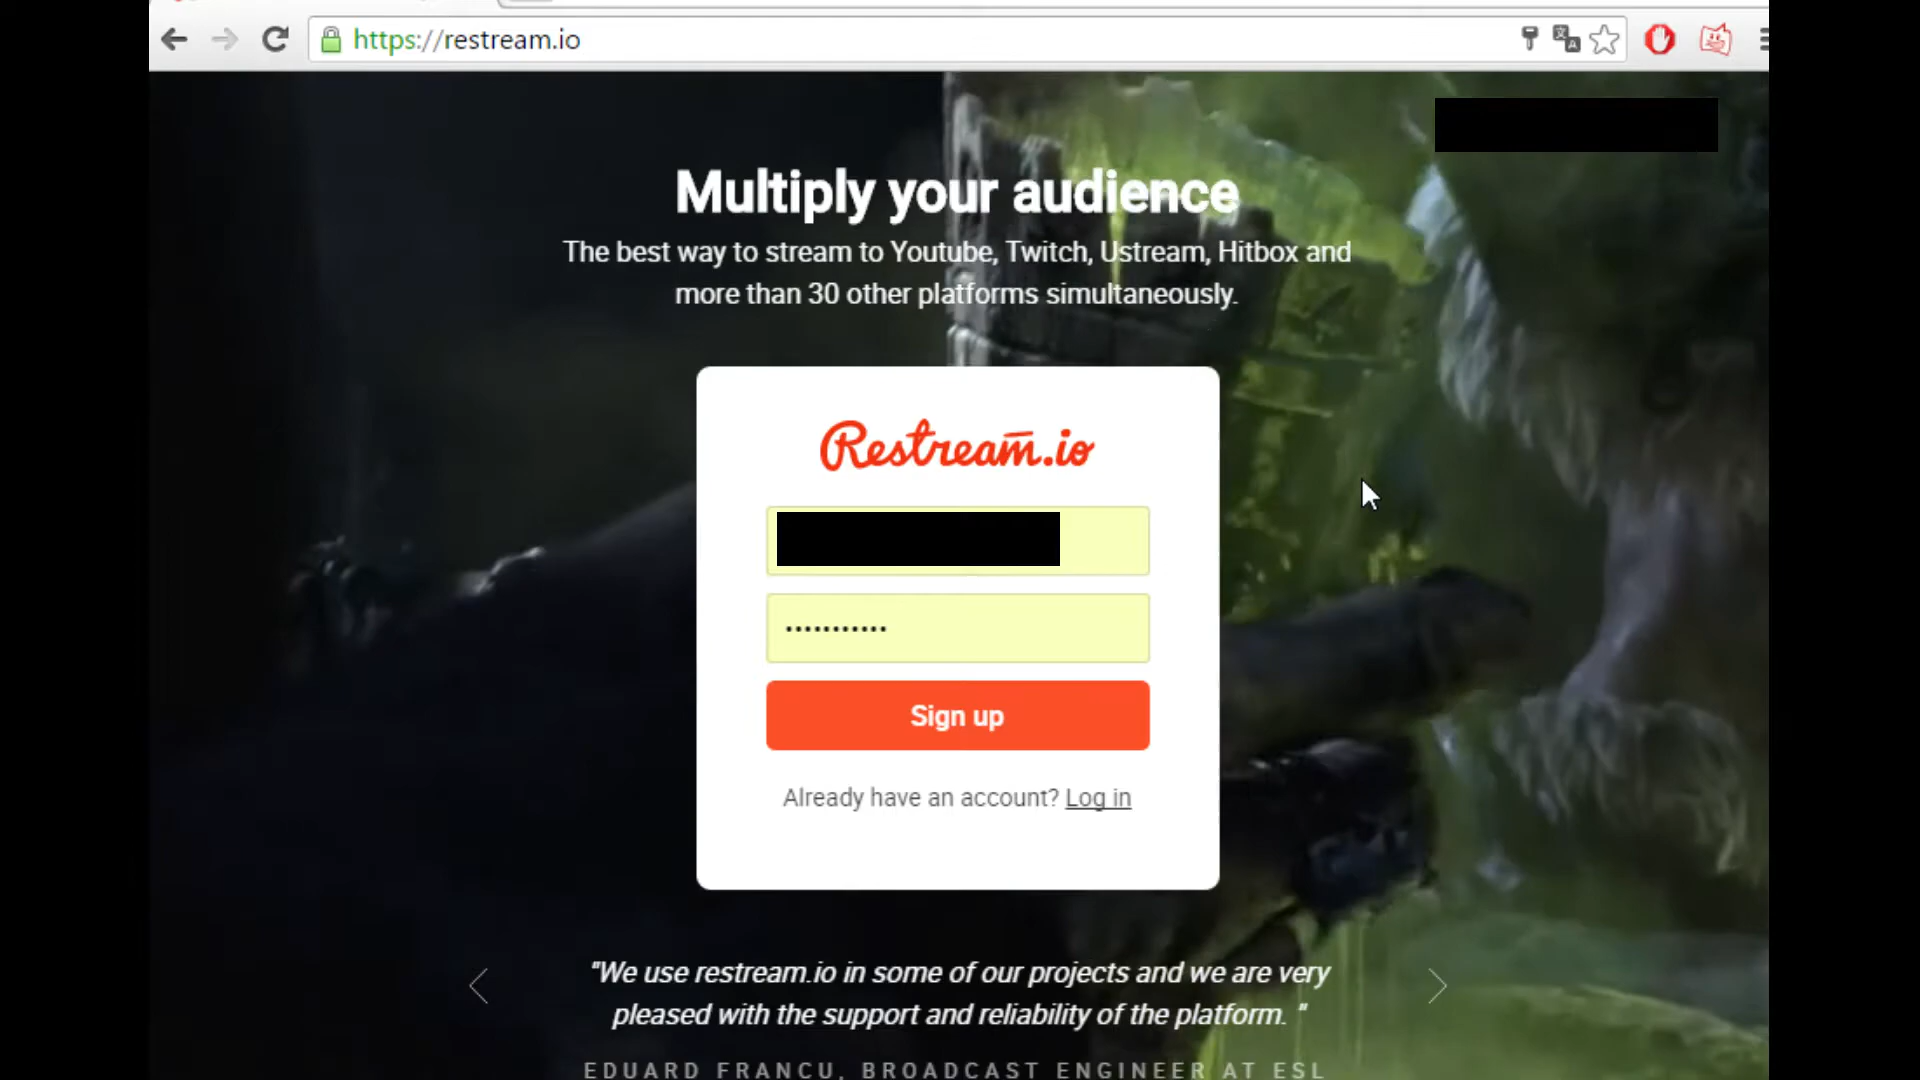 https://restream.io
Multiply your audience
The best way to stream to Youtube, Twitch, Ustream, Hitbox and
more than 30 other platforms simultaneously.
Restream.io
•••••••••••
Sign up
Already have an account? Log in
"We use restream.io in some of our projects and we are very
pleased with the support and reliability of the platform. "
EDUARD FRANCU, BROADCAST ENGINEER AT ESL